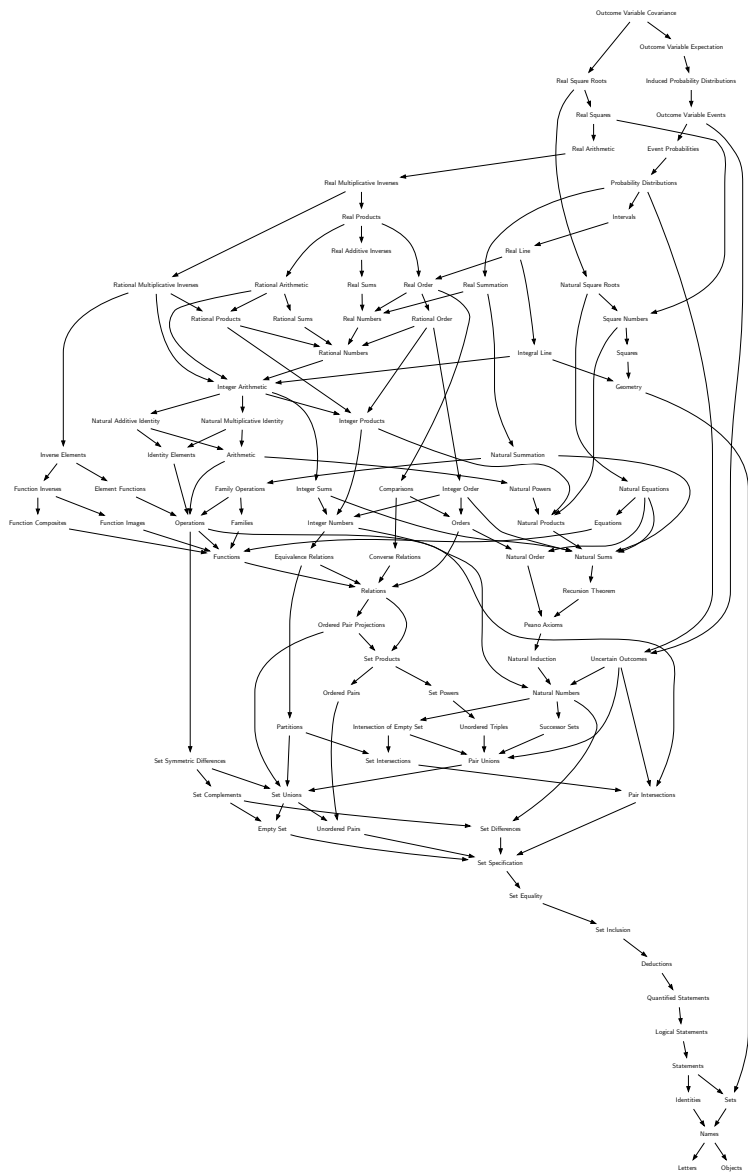 Outcome Variable Covariance
Outcome Variable Expectation
Real Square Roots
Induced Probability Distributions
Real Squares
Outcome Variable Events
Real Arithmetic
Event Probabilities
Real Multiplicative Inverses
Probability Distributions
Real Products
Intervals
Real Additive Inverses
Real Line
Rational Multiplicative Inverses
Rational Arithmetic
Real Sums
Real Order
Real Summation
Natural Square Roots
Rational Products
Rational Sums
Real Numbers
Rational Order
Square Numbers
Rational Numbers
Integral Line
Squares
Integer Arithmetic
Geometry
Natural Additive Identity
Natural Multiplicative Identity
Integer Products
Inverse Elements
Identity Elements
Arithmetic
Natural Summation
Function Inverses
Element Functions
Family Operations
Integer Sums
Comparisons
Integer Order
Natural Powers
Natural Equations
Function Composites
Function Images
Operations
Families
Integer Numbers
Orders
Natural Products
Equations
Functions
Equivalence Relations
Converse Relations
Natural Order
Natural Sums
Relations
Recursion Theorem
Ordered Pair Projections
Peano Axioms
Set Products
Natural Induction
Uncertain Outcomes
Ordered Pairs
Set Powers
Natural Numbers
Partitions
Intersection of Empty Set
Unordered Triples
Successor Sets
Set Symmetric Differences
Set Intersections
Pair Unions
Set Complements
Set Unions
Pair Intersections
Empty Set
Unordered Pairs
Set Differences
Set Specification
Set Equality
Set Inclusion
Deductions
Quantified Statements
Logical Statements
Statements
Identities
Sets
Names
Letters
Objects